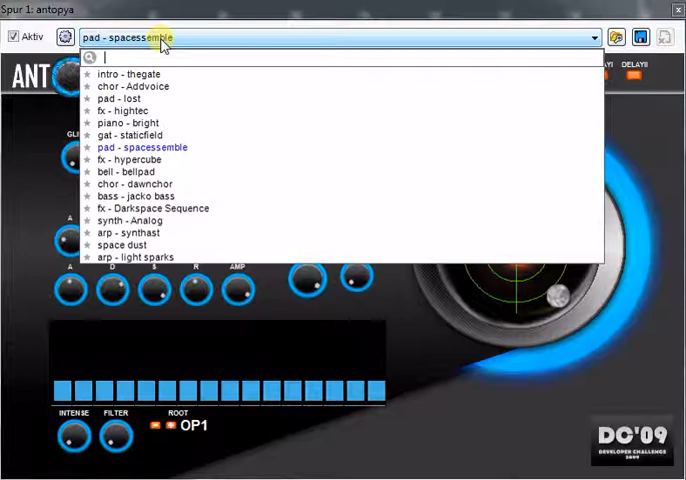 Spur 1: antopya
Aktiv
pad - spacessemble
intro - thegate
chor - Addvoice
pad - lost
fx - hightec
piano - bright
gat - staticfield
pad - spacessemble
fx - hypercube
bell - bellpad
chor - dawnchor
bass - jacko bass
fx - Darkspace Sequence
synth - Analog
arp - synthast
space dust
arp - light sparks
ANT
DELAYII
GLI
A
A D S R AMP
INTENSE FILTER ROOT
OP1
DC'09
DEVELOPER CHALLENGE
2009